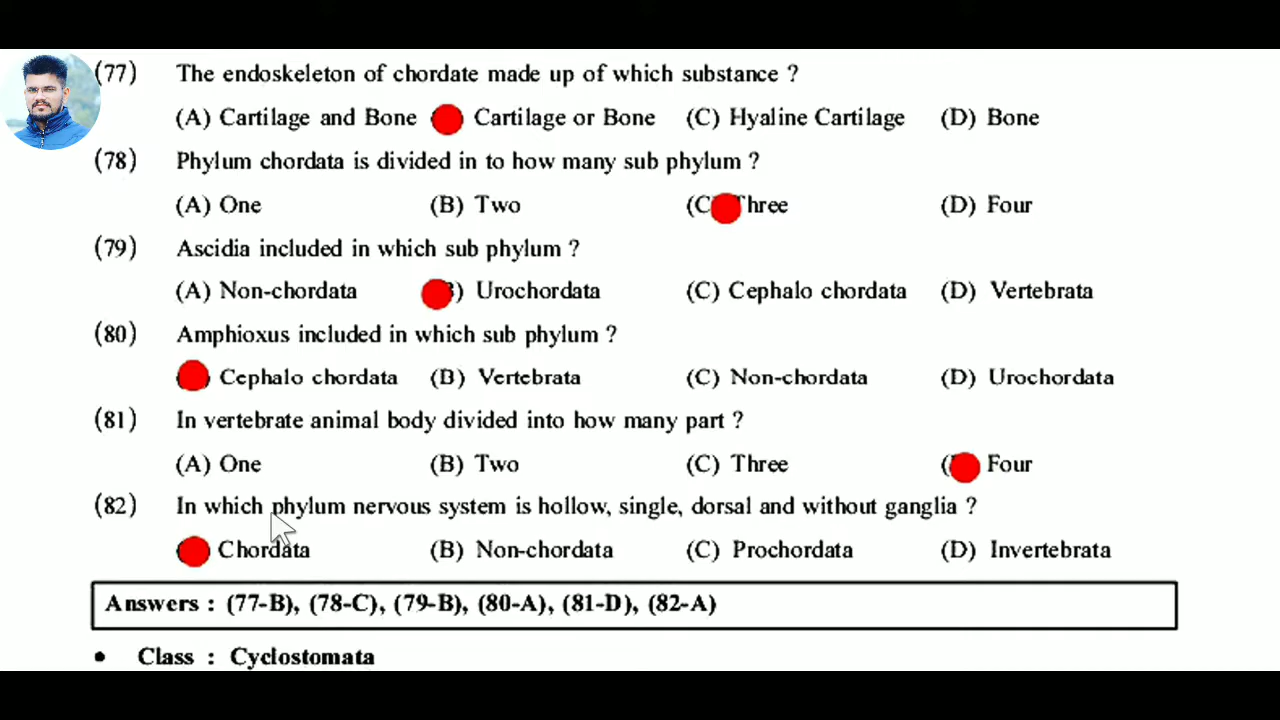 (77) The endoskeleton of chordate made up of which substance ?
(A) Cartilage and Bone Cartilage or Bone (C) Hyaline Cartilage (D) Bone
(78) Phylum chordata is divided in to how many sub phylum ?
(A) One (B) Two (C) Three (D) Four
(79) Ascidia included in which sub phylum ?
(A) Non-chordata (B) Urochordata (C) Cephalo chordata (D) Vertebrata
(80) Amphioxus included in which sub phylum ?
Cephalo chordata (B) Vertebrata (C) Non-chordata (D) Urochordata
(81) In vertebrate animal body divided into how many part ?
(A) One (B) Two (C) Three Four
(82) In which phylum nervous system is hollow, single, dorsal and without ganglia ?
Chordata (B) Non-chordata (C) Prochordata (D) Invertebrata
Answers : (77-B), (78-C), (79-B), (80-A), (81-D), (82-A)
• Class : Cyclostomata